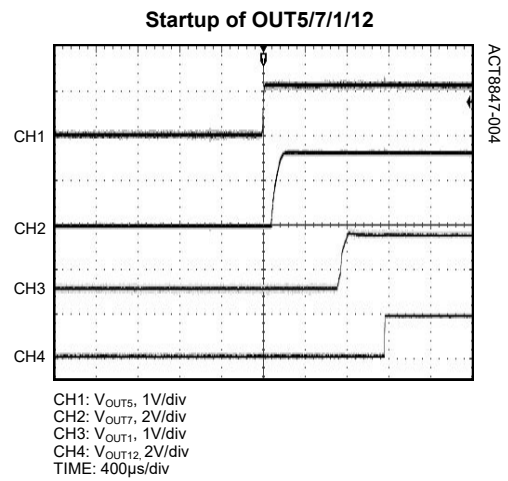 Startup of OUT5/7/1/12
ACT8847-004
CH1
CH2
CH3
CH4
CH1: VOUT5, 1V/div
CH2: VOUT7, 2V/div
CH3: VOUT1, 1V/div
CH4: VOUT12, 2V/div
TIME: 400µs/div